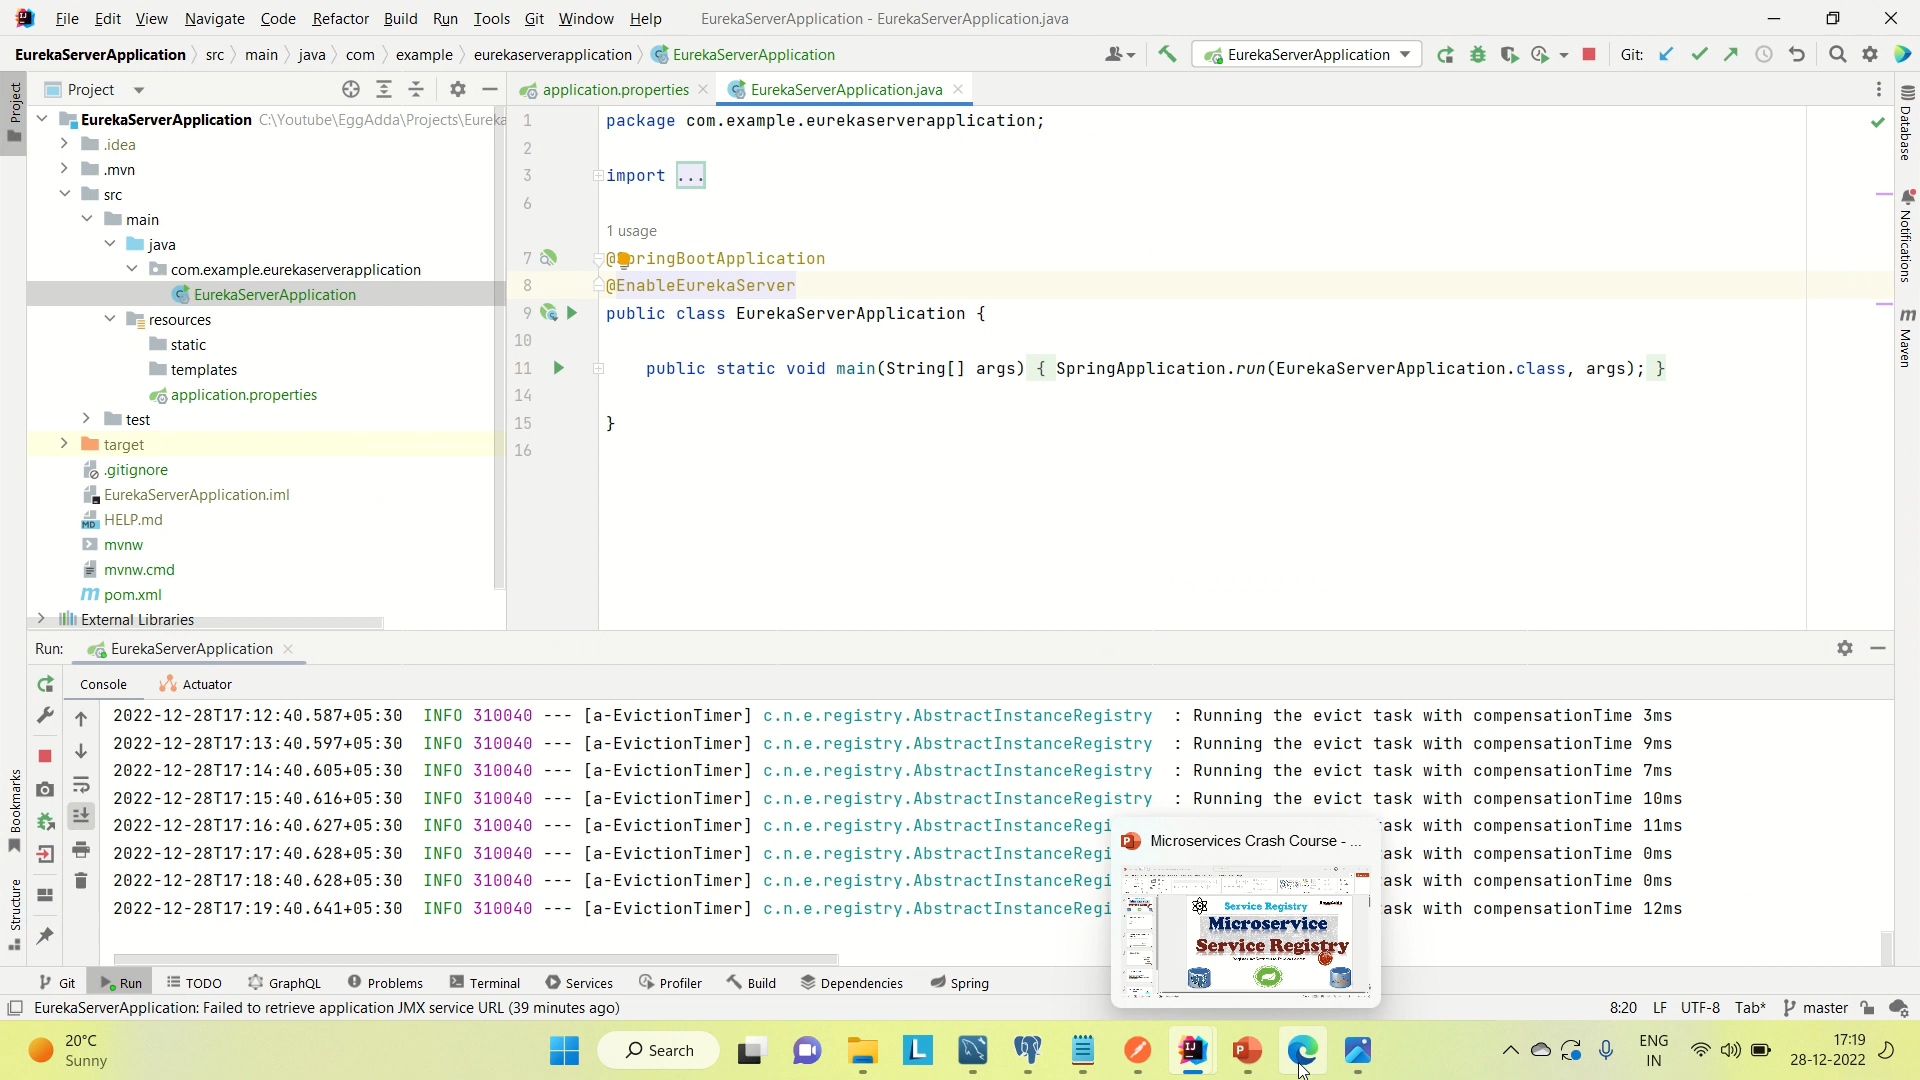 File Edit View Navigate Code Refactor Build Run Tools Git Window Help EurekaServerApplication - EurekaServerApplication.java
EurekaServerApplication src main java com example eurekaserverapplication EurekaServerApplication EurekaServerApplication Git:
Project application.properties EurekaServerApplication.java
Project
EurekaServerApplication C:\Youtube\EggAdda\Projects\Eureka
.idea
.mvn
src
main
java
com.example.eurekaserverapplication
EurekaServerApplication
resources
static
templates
application.properties
test
target
.gitignore
EurekaServerApplication.iml
HELP.md
mvnw
mvnw.cmd
pom.xml
External Libraries
1 package com.example.eurekaserverapplication;
2
3 import ...
6
1 usage
7 @SpringBootApplication
8 @EnableEurekaServer
9 public class EurekaServerApplication {
10
11 public static void main(String[] args) { SpringApplication.run(EurekaServerApplication.class, args); }
14
15 }
16
Database
Notifications
Maven
Run: EurekaServerApplication
Console Actuator
2022-12-28T17:12:40.587+05:30 INFO 310040 --- [a-EvictionTimer] c.n.e.registry.AbstractInstanceRegistry : Running the evict task with compensationTime 3ms
2022-12-28T17:13:40.597+05:30 INFO 310040 --- [a-EvictionTimer] c.n.e.registry.AbstractInstanceRegistry : Running the evict task with compensationTime 9ms
2022-12-28T17:14:40.605+05:30 INFO 310040 --- [a-EvictionTimer] c.n.e.registry.AbstractInstanceRegistry : Running the evict task with compensationTime 7ms
2022-12-28T17:15:40.616+05:30 INFO 310040 --- [a-EvictionTimer] c.n.e.registry.AbstractInstanceRegistry : Running the evict task with compensationTime 10ms
2022-12-28T17:16:40.627+05:30 INFO 310040 --- [a-EvictionTimer] c.n.e.registry.AbstractInstanceRegi ask with compensationTime 11ms
2022-12-28T17:17:40.628+05:30 INFO 310040 --- [a-EvictionTimer] c.n.e.registry.AbstractInstanceRegi ask with compensationTime 0ms
2022-12-28T17:18:40.628+05:30 INFO 310040 --- [a-EvictionTimer] c.n.e.registry.AbstractInstanceRegi ask with compensationTime 0ms
2022-12-28T17:19:40.641+05:30 INFO 310040 --- [a-EvictionTimer] c.n.e.registry.AbstractInstanceRegi ask with compensationTime 12ms
Microservices Crash Course - ...
Service Registry
Microservice
Service Registry
Bookmarks
Structure
Git Run TODO GraphQL Problems Terminal Services Profiler Build Dependencies Spring
EurekaServerApplication: Failed to retrieve application JMX service URL (39 minutes ago) 8:20 LF UTF-8 Tab* master
20°C
Sunny
Search
ENG
IN
17:19
28-12-2022